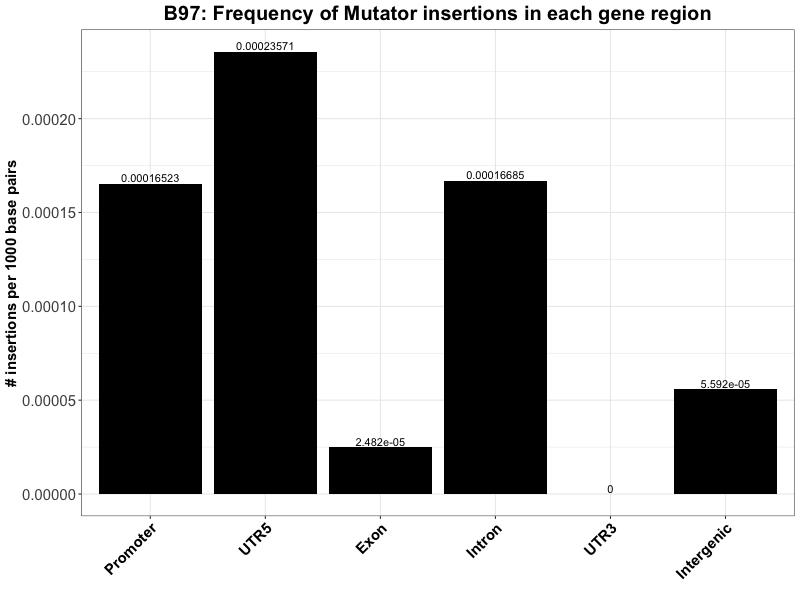 B97: Frequency of Mutator insertions in each gene region
# insertions per 1000 base pairs
0.00020
0.00015
0.00010
0.00005
0.00000
0.00016523
0.00023571
2.482e-05
0.00016685
0
5.592e-05
Promoter
UTR5
Exon
Intron
UTR3
Intergenic